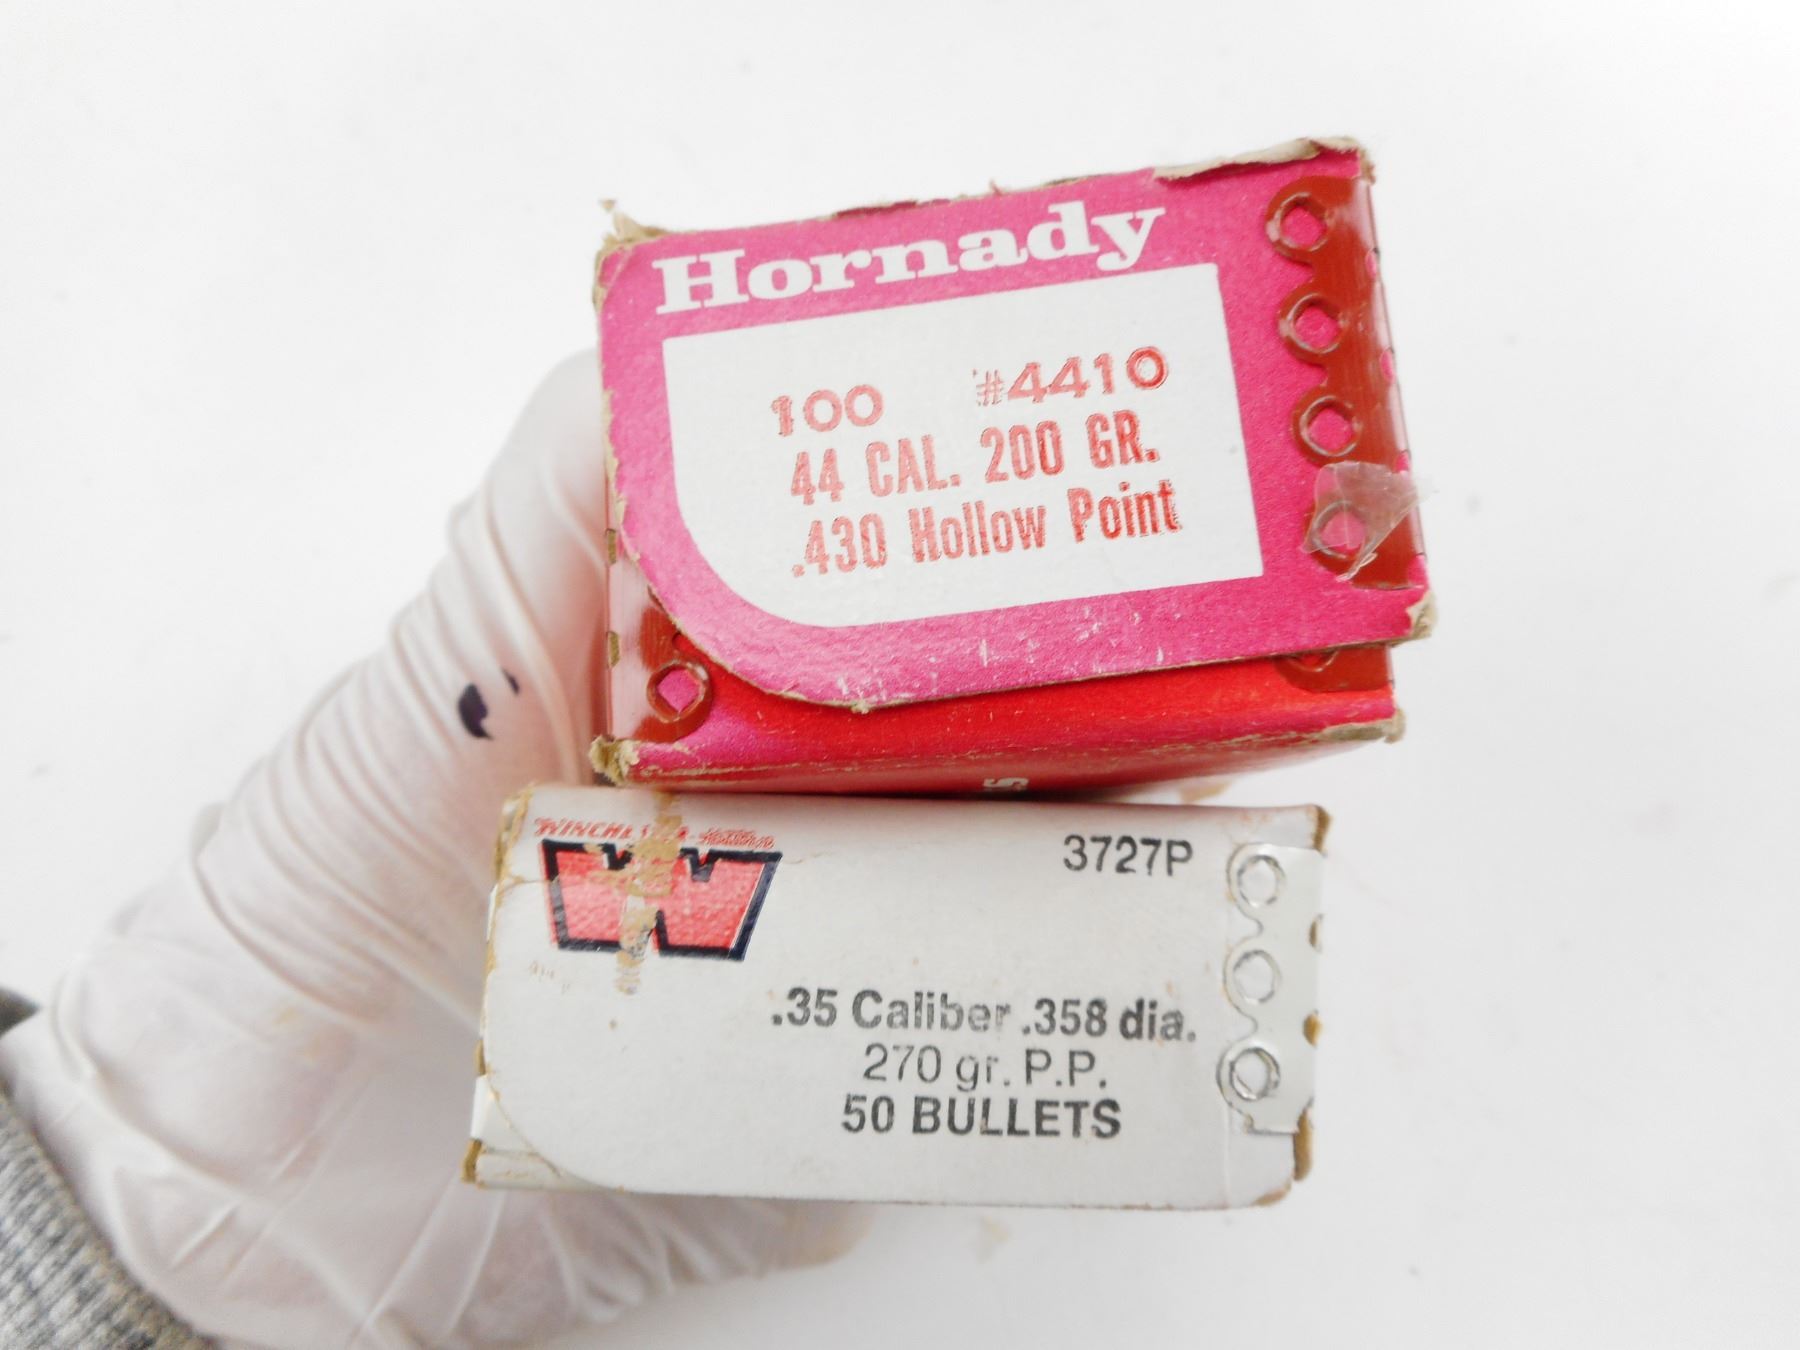 Hornady
100 #4410
44 CAL. 200 GR.
.430 Hollow Point
S
WINCHESTER
W
3727P
.35 Caliber .358 dia.
270 gr. P.P.
50 BULLETS